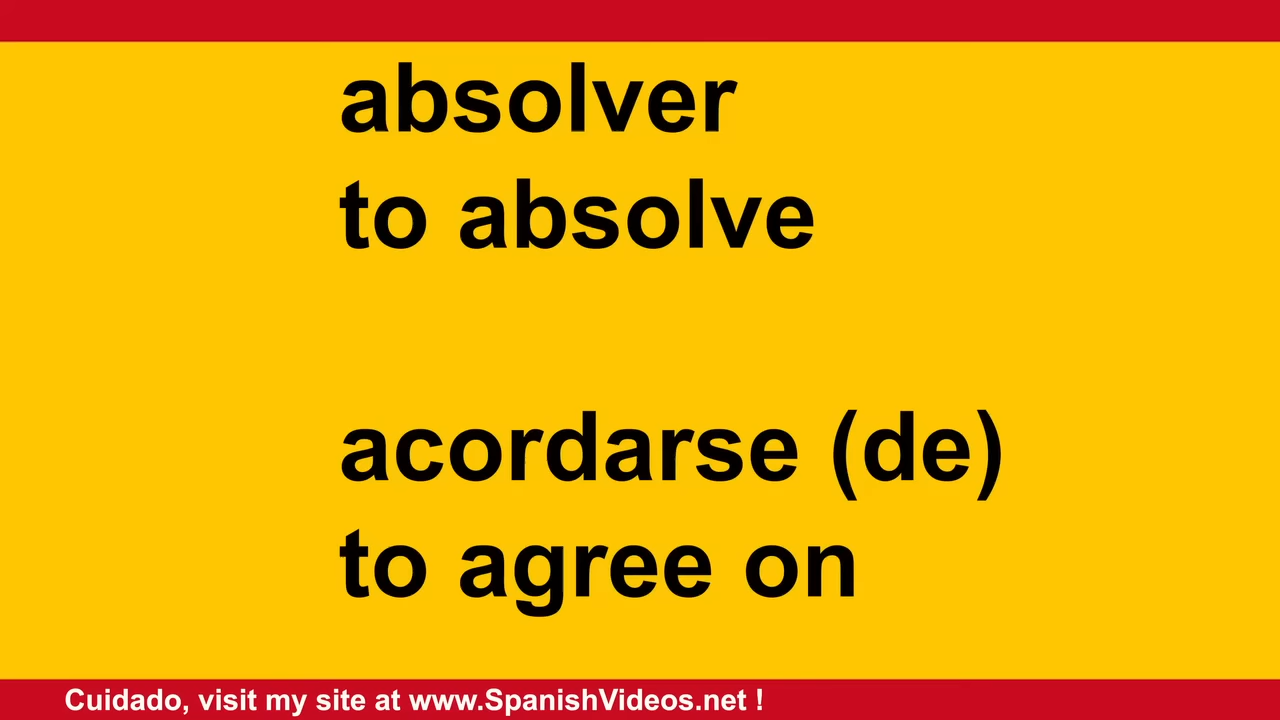 absolver
to absolve
acordarse (de)
to agree on
Cuidado, visit my site at www.SpanishVideos.net !